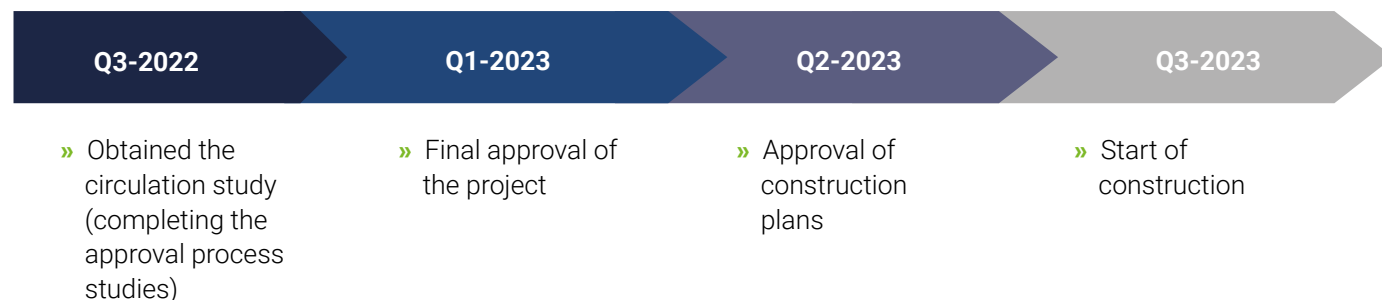 Q3-2022
Q1-2023
Q2-2023
Q3-2023
» Obtained the
circulation study
(completing the
approval process
studies)
» Final approval of
the project
» Approval of
construction
plans
» Start of
construction